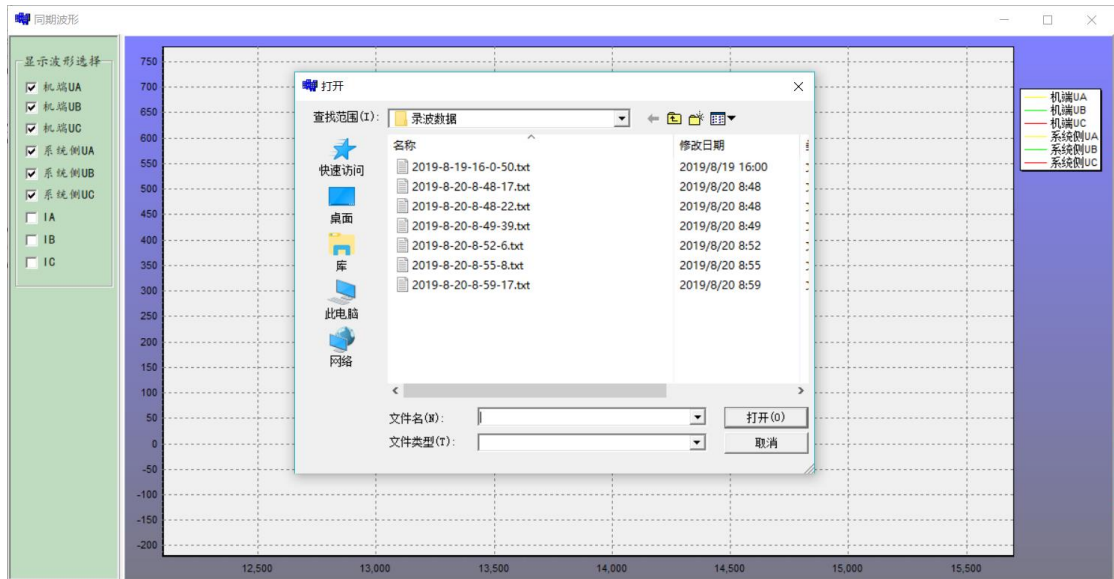 同期波形
显示波形选择
机端UA
机端UB
机端UC
系统侧UA
系统侧UB
系统侧UC
IA
IB
IC
750
700
650
600
550
500
450
400
350
300
250
200
150
100
50
0
-50
-100
-150
-200
12,500 13,000 13,500 14,000 14,500 15,000 15,500
机端UA
机端UB
机端UC
系统侧UA
系统侧UB
系统侧UC
打开
查找范围(I): 录波数据
快速访问
桌面
库
此电脑
网络
名称 修改日期
2019-8-19-16-0-50.txt 2019/8/19 16:00
2019-8-20-8-48-17.txt 2019/8/20 8:48
2019-8-20-8-48-22.txt 2019/8/20 8:48
2019-8-20-8-49-39.txt 2019/8/20 8:49
2019-8-20-8-52-6.txt 2019/8/20 8:52
2019-8-20-8-55-8.txt 2019/8/20 8:55
2019-8-20-8-59-17.txt 2019/8/20 8:59
文件名(N): 打开(O)
文件类型(T): 取消